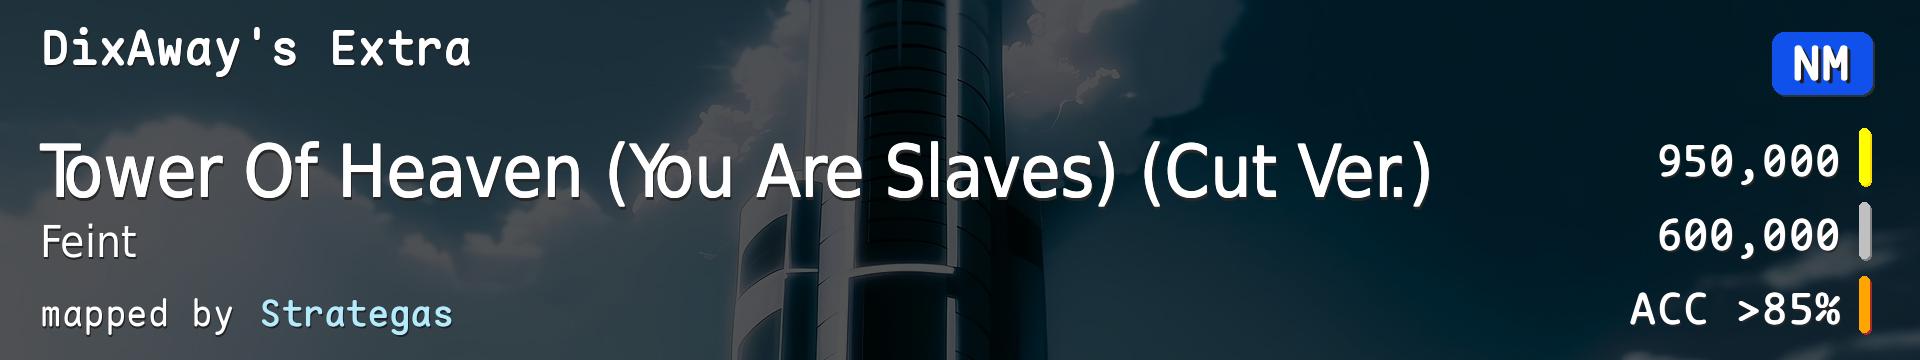 DixAway's Extra
NM
Tower Of Heaven (You Are Slaves) (Cut Ver.)
Feint
mapped by Strategas
950,000
600,000
ACC >85%